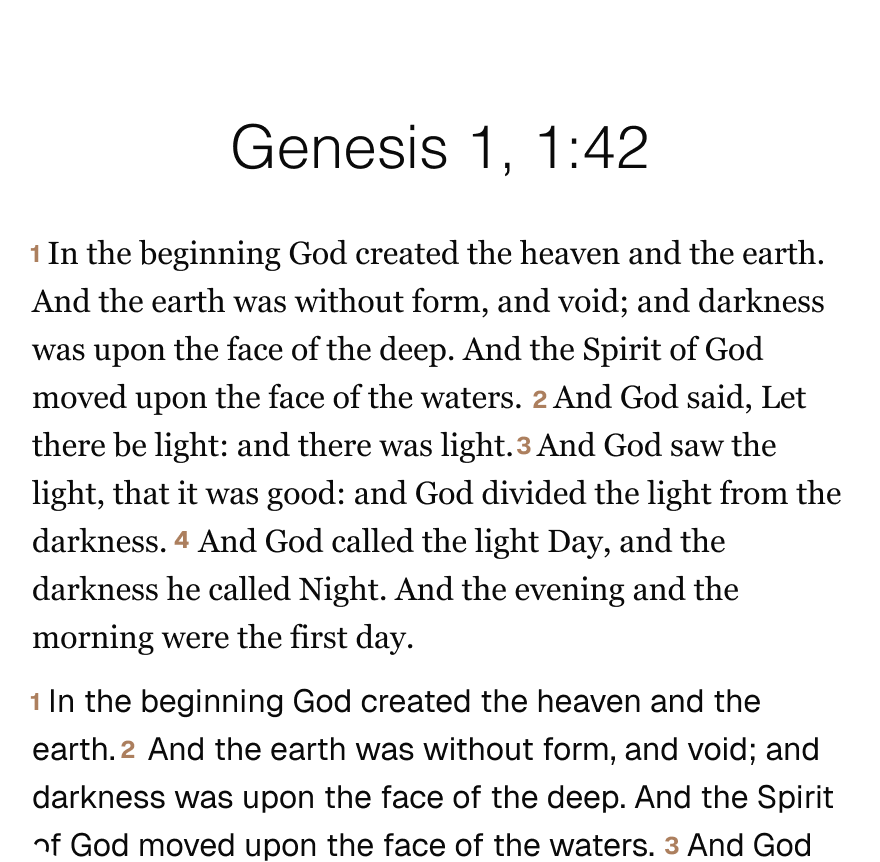 Genesis 1, 1:42
1 In the beginning God created the heaven and the earth.
And the earth was without form, and void; and darkness
was upon the face of the deep. And the Spirit of God
moved upon the face of the waters. 2 And God said, Let
there be light: and there was light. 3 And God saw the
light, that it was good: and God divided the light from the
darkness. 4 And God called the light Day, and the
darkness he called Night. And the evening and the
morning were the first day.
1 In the beginning God created the heaven and the
earth. 2 And the earth was without form, and void; and
darkness was upon the face of the deep. And the Spirit
of God moved upon the face of the waters. 3 And God